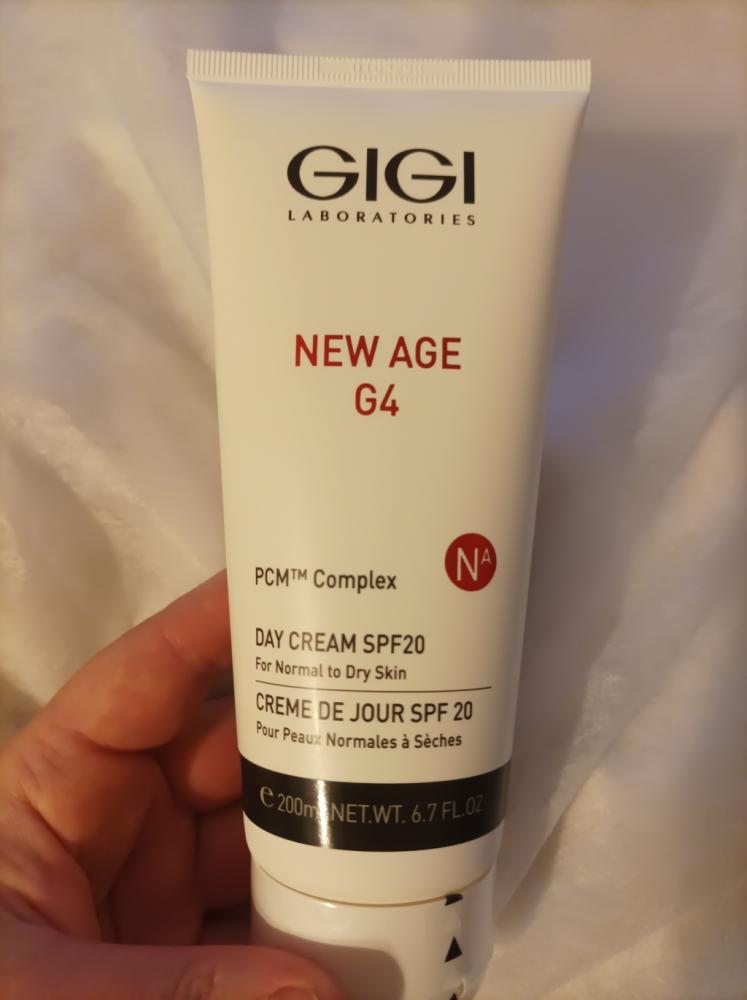 GIGI
LABORATORIES
NEW AGE
G4
NA
PCM™ Complex
DAY CREAM SPF20
For Normal to Dry Skin
CREME DE JOUR SPF 20
Pour Peaux Normales à Sèches
e 200ml NET.WT. 6.7 FL.OZ